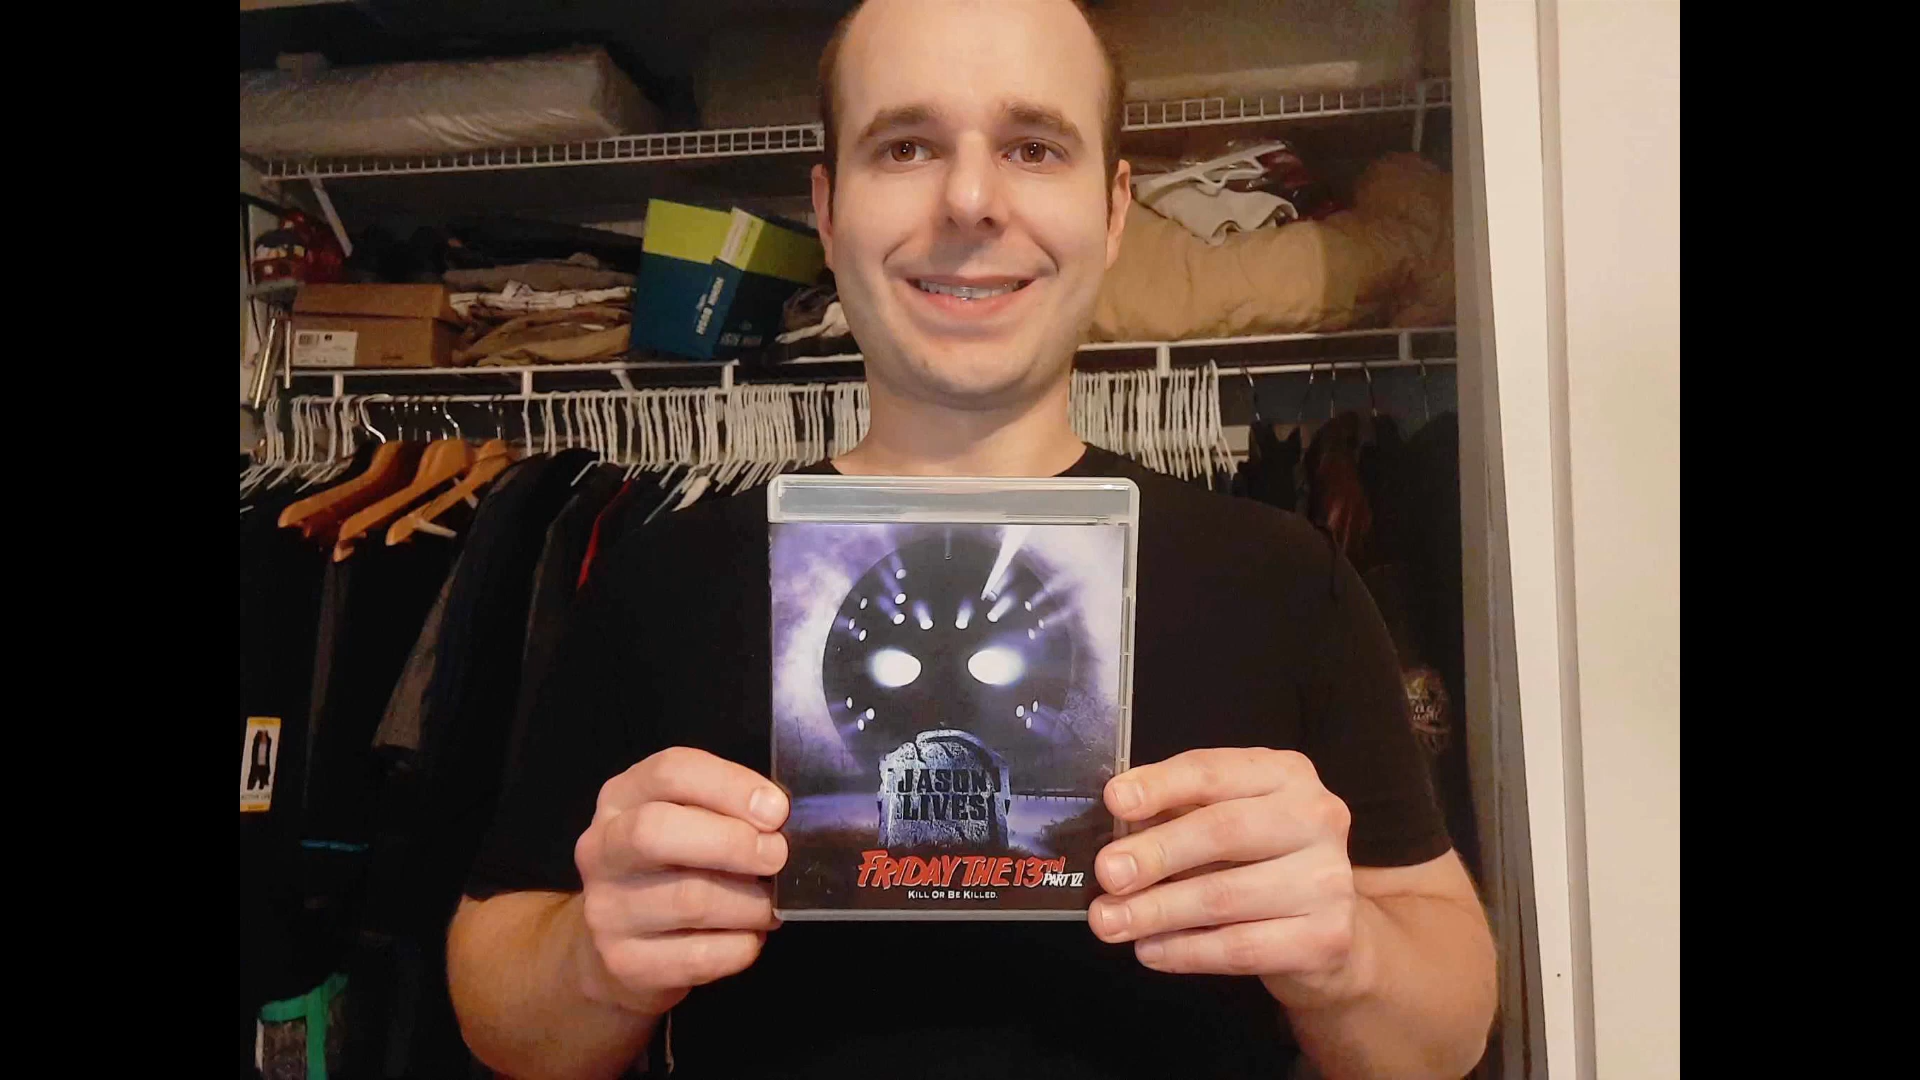 JASON
LIVES
FRIDAY THE 13TH
PART VI
KILL OR BE KILLED.